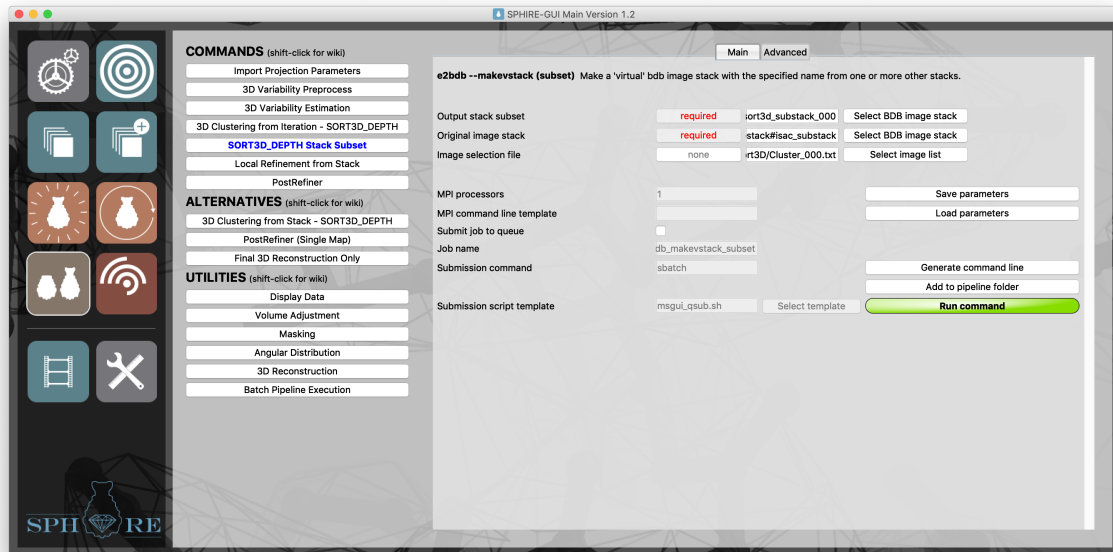 SPHIRE-GUI Main Version 1.2
COMMANDS (shift-click for wiki)
Import Projection Parameters
3D Variability Preprocess
3D Variability Estimation
3D Clustering from Iteration - SORT3D_DEPTH
SORT3D_DEPTH Stack Subset
Local Refinement from Stack
PostRefiner
ALTERNATIVES (shift-click for wiki)
3D Clustering from Stack - SORT3D_DEPTH
PostRefiner (Single Map)
Final 3D Reconstruction Only
UTILITIES (shift-click for wiki)
Display Data
Volume Adjustment
Masking
Angular Distribution
3D Reconstruction
Batch Pipeline Execution
SPHIRE
Main Advanced
e2bdb --makevstack (subset) Make a 'virtual' bdb image stack with the specified name from one or more other stacks.
Output stack subset required sort3d_substack_000 Select BDB image stack
Original image stack required stack#isac_substack Select BDB image stack
Image selection file none rt3D/Cluster_000.txt Select image list
MPI processors 1 Save parameters
MPI command line template Load parameters
Submit job to queue
Job name db_makevstack_subset
Submission command sbatch Generate command line
Add to pipeline folder
Submission script template msgui_qsub.sh Select template Run command